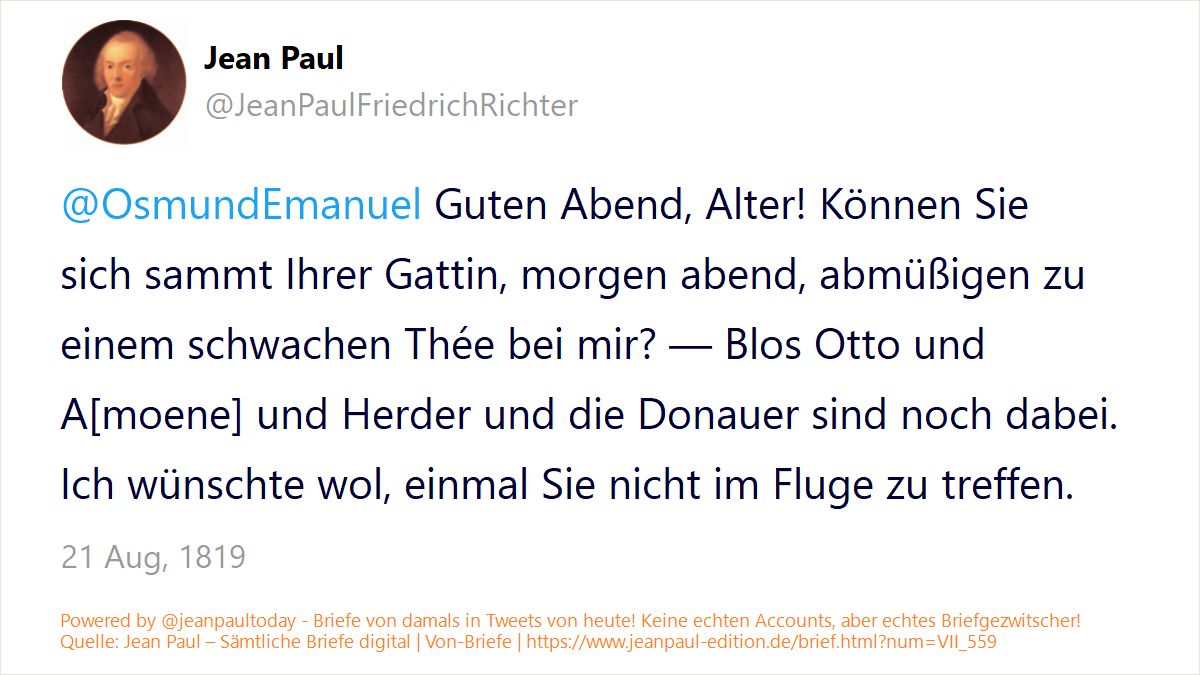 Jean Paul
@JeanPaulFriedrichRichter
@OsmundEmanuel Guten Abend, Alter! Können Sie
sich sammt Ihrer Gattin, morgen abend, abmüßigen zu
einem schwachen Thée bei mir? — Blos Otto und
A[moene] und Herder und die Donauer sind noch dabei.
Ich wünschte wol, einmal Sie nicht im Fluge zu treffen.
21 Aug, 1819
Powered by @jeanpaultoday - Briefe von damals in Tweets von heute! Keine echten Accounts, aber echtes Briefgezwitscher!
Quelle: Jean Paul – Sämtliche Briefe digital | Von-Briefe | https://www.jeanpaul-edition.de/brief.html?num=VII_559